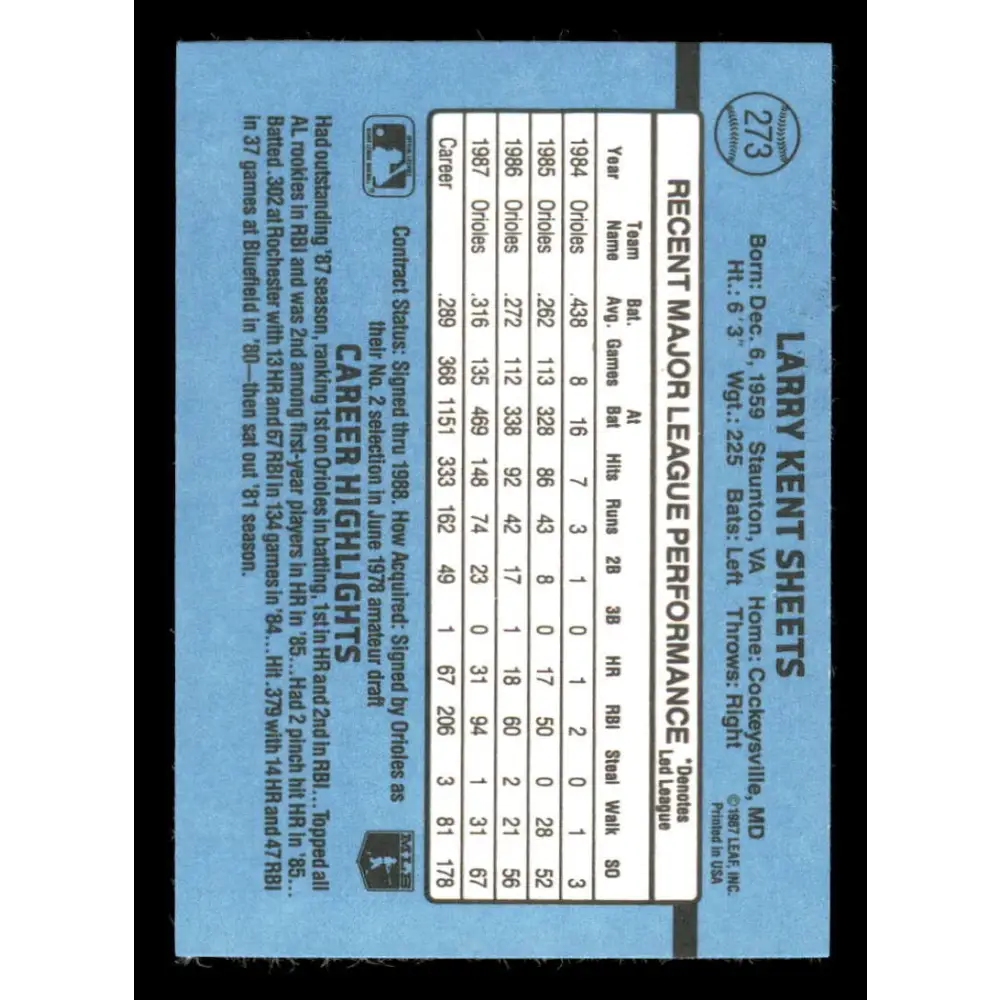 273
LARRY KENT SHEETS
Born: Dec. 6, 1959 Staunton, VA Home: Cockeysville, MD
Ht.: 6' 3" Wgt.: 225 Bats: Left Throws: Right
©1987 LEAF, INC.
Printed in USA
RECENT MAJOR LEAGUE PERFORMANCE *Denotes Led League
Year Team Name Bat. Avg. Games At Bat Hits Runs 2B 3B HR RBI Steal Walk SO
1984 Orioles .438 8 16 7 3 1 0 1 2 0 1 3
1985 Orioles .262 113 328 86 43 8 0 17 50 0 28 52
1986 Orioles .272 112 338 92 42 17 1 18 60 2 21 56
1987 Orioles .316 135 469 148 74 23 0 31 94 1 31 67
Career .289 368 1151 333 162 49 1 67 206 3 81 178
Contract Status: Signed thru 1988. How Acquired: Signed by Orioles as
their No. 2 selection in June 1978 amateur draft
MLB
CAREER HIGHLIGHTS
Had outstanding '87 season, ranking 1st on Orioles in batting, 1st in HR and 2nd in RBI...Topped all
AL rookies in RBI and was 2nd among first-year players in HR in '85...Had 2 pinch hit HR in '85...
Batted .302 at Rochester with 13 HR and 67 RBI in 134 games in '84...Hit .379 with 14 HR and 47 RBI
in 37 games at Bluefield in '80—then sat out '81 season.